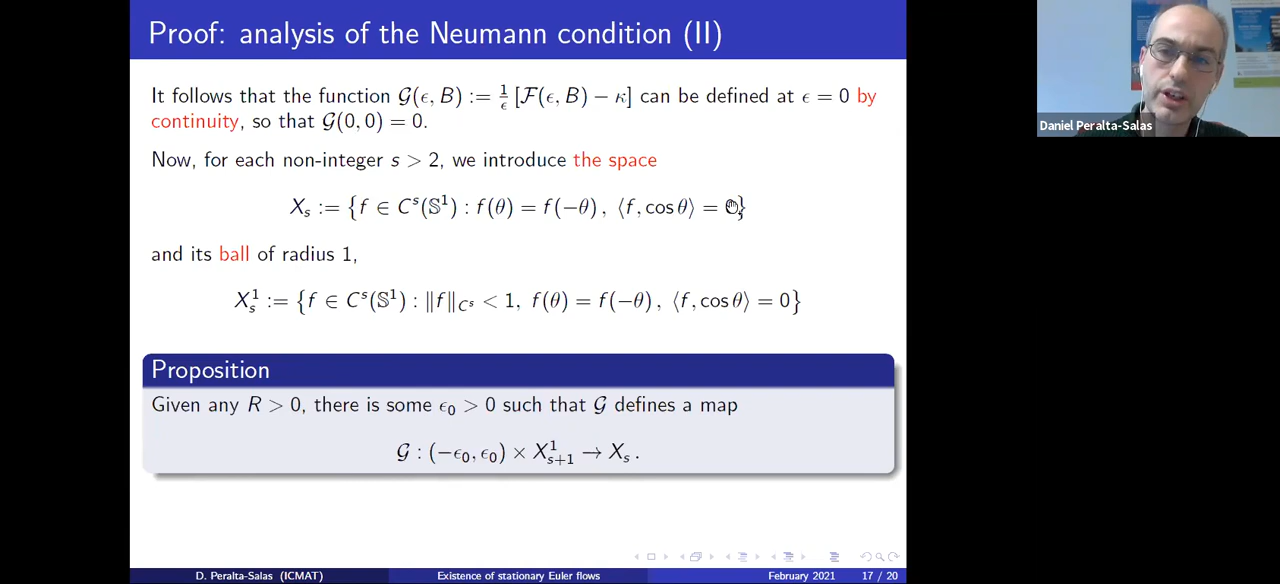 Proof: analysis of the Neumann condition (II)
It follows that the function 𝒢(ϵ, B) := 1/ϵ [ℱ(ϵ, B) − κ] can be defined at ϵ = 0 by
continuity, so that 𝒢(0, 0) = 0.
Now, for each non-integer s > 2, we introduce the space
X_s := {f ∈ C^s(𝕊^1) : f(θ) = f(−θ) , ⟨f, cos θ⟩ = 0}
and its ball of radius 1,
X_s^1 := {f ∈ C^s(𝕊^1) : ‖f‖_{C^s} < 1, f(θ) = f(−θ) , ⟨f, cos θ⟩ = 0}
Proposition
Given any R > 0, there is some ϵ_0 > 0 such that 𝒢 defines a map
𝒢 : (−ϵ_0, ϵ_0) × X_{s+1}^1 → X_s .
D. Peralta-Salas (ICMAT) Existence of stationary Euler flows February 2021 17 / 20
Daniel Peralta-Salas